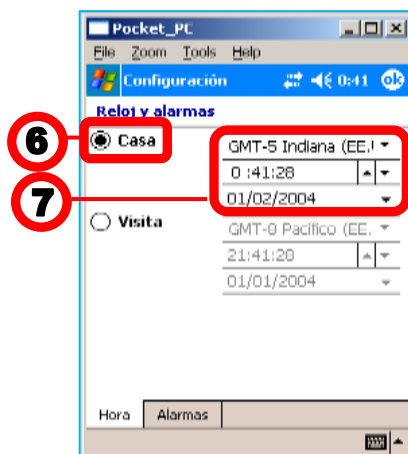 Pocket_PC
File Zoom Tools Help
Configuración 0:41 ok
Reloj y alarmas
6 Casa
GMT-5 Indiana (EE.
0 :41:28
7
01/02/2004
Visita
GMT-8 Pacífico (EE.
21:41:28
01/01/2004
Hora Alarmas